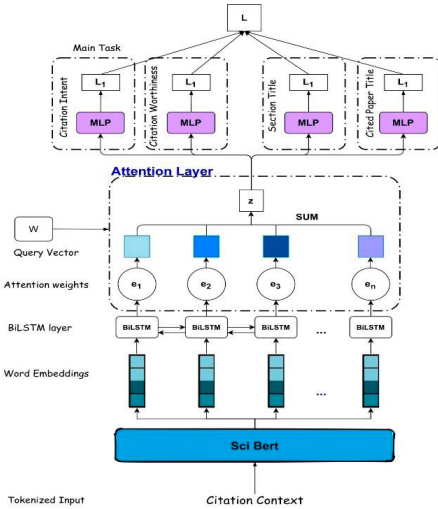 L
Main Task
Citation Intent
L1
MLP
Citation Worthiness
L1
MLP
Section Title
L1
MLP
Cited Paper Title
L1
MLP
Attention Layer
z
SUM
W
Query Vector
Attention weights
e1
e2
e3
en
BiLSTM layer
BiLSTM
BiLSTM
BiLSTM
...
BiLSTM
Word Embeddings
...
Sci Bert
Tokenized Input
Citation Context